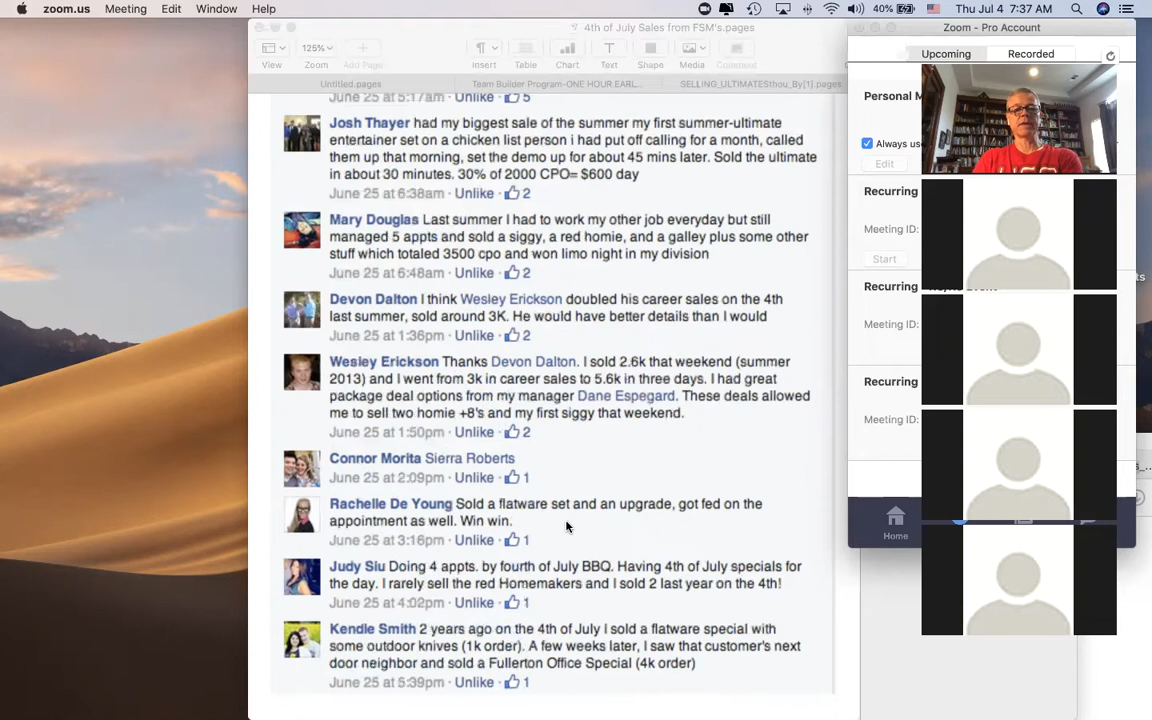 zoom.us Meeting Edit Window Help 40% Thu Jul 4 7:37 AM
4th of July Sales from FSM's.pages
Zoom - Pro Account
125%
View Zoom Add Page Insert Table Chart Text Shape Media Comment
Upcoming Recorded
Untitled.pages Team Builder Program-ONE HOUR EARL... SELLING_ULTIMATESthou_By[1].pages
June 25 at 5:17am · Unlike · 5
Personal M
Josh Thayer had my biggest sale of the summer my first summer-ultimate
entertainer set on a chicken list person i had put off calling for a month, called
them up that morning, set the demo up for about 45 mins later. Sold the ultimate
in about 30 minutes. 30% of 2000 CPO= $600 day
June 25 at 6:38am · Unlike · 2
Always use
Edit
Mary Douglas Last summer I had to work my other job everyday but still
managed 5 appts and sold a siggy, a red homie, and a galley plus some other
stuff which totaled 3500 cpo and won limo night in my division
June 25 at 6:48am · Unlike · 2
Recurring
Meeting ID:
Start
Devon Dalton I think Wesley Erickson doubled his career sales on the 4th
last summer, sold around 3K. He would have better details than I would
June 25 at 1:36pm · Unlike · 2
Recurring
Meeting ID:
Wesley Erickson Thanks Devon Dalton. I sold 2.6k that weekend (summer
2013) and I went from 3k in career sales to 5.6k in three days. I had great
package deal options from my manager Dane Espegard. These deals allowed
me to sell two homie +8's and my first siggy that weekend.
June 25 at 1:50pm · Unlike · 2
Recurring
Meeting ID:
Connor Morita Sierra Roberts
June 25 at 2:09pm · Unlike · 1
Rachelle De Young Sold a flatware set and an upgrade, got fed on the
appointment as well. Win win.
June 25 at 3:16pm · Unlike · 1
Home
Judy Siu Doing 4 appts. by fourth of July BBQ. Having 4th of July specials for
the day. I rarely sell the red Homemakers and I sold 2 last year on the 4th!
June 25 at 4:02pm · Unlike · 1
Kendle Smith 2 years ago on the 4th of July I sold a flatware special with
some outdoor knives (1k order). A few weeks later, I saw that customer's next
door neighbor and sold a Fullerton Office Special (4k order)
June 25 at 5:39pm · Unlike · 1